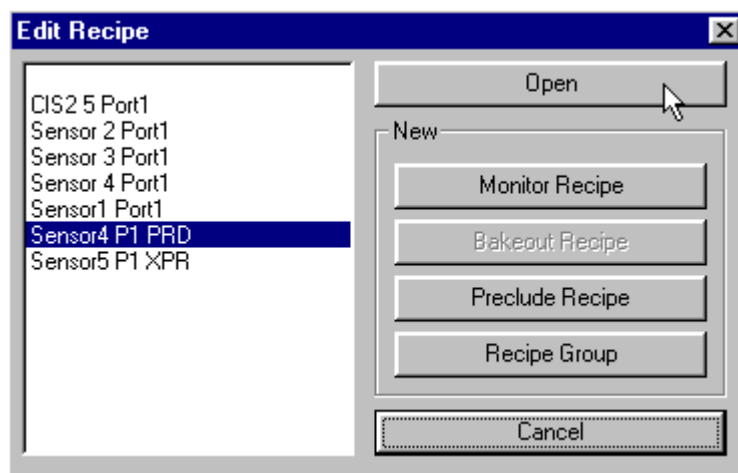 Edit Recipe
CIS2 5 Port1
Sensor 2 Port1
Sensor 3 Port1
Sensor 4 Port1
Sensor1 Port1
Sensor4 P1 PRD
Sensor5 P1 XPR
Open
New
Monitor Recipe
Bakeout Recipe
Preclude Recipe
Recipe Group
Cancel